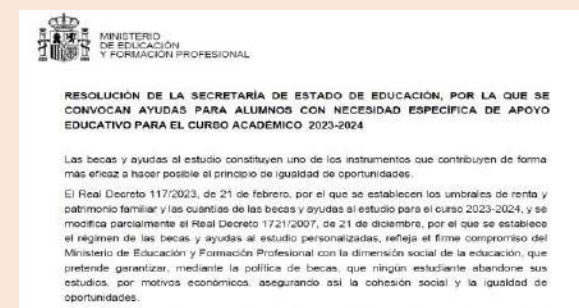 MINISTERIO
DE EDUCACIÓN
Y FORMACIÓN PROFESIONAL
RESOLUCIÓN DE LA SECRETARÍA DE ESTADO DE EDUCACIÓN, POR LA QUE SE
CONVOCAN AYUDAS PARA ALUMNOS CON NECESIDAD ESPECÍFICA DE APOYO
EDUCATIVO PARA EL CURSO ACADÉMICO 2023-2024
Las becas y ayudas al estudio constituyen uno de los instrumentos que contribuyen de forma
más eficaz a hacer posible el principio de igualdad de oportunidades.
El Real Decreto 117/2023, de 21 de febrero, por el que se establecen los umbrales de renta y
patrimonio familiar y las cuantías de las becas y ayudas al estudio para el curso 2023-2024, y se
modifica parcialmente el Real Decreto 1721/2007, de 21 de diciembre, por el que se establece
el régimen de las becas y ayudas al estudio personalizadas, refleja el firme compromiso del
Ministerio de Educación y Formación Profesional con la dimensión social de la educación, que
pretende garantizar, mediante la política de becas, que ningún estudiante abandone sus
estudios, por motivos económicos, asegurando así la cohesión social y la igualdad de
oportunidades.